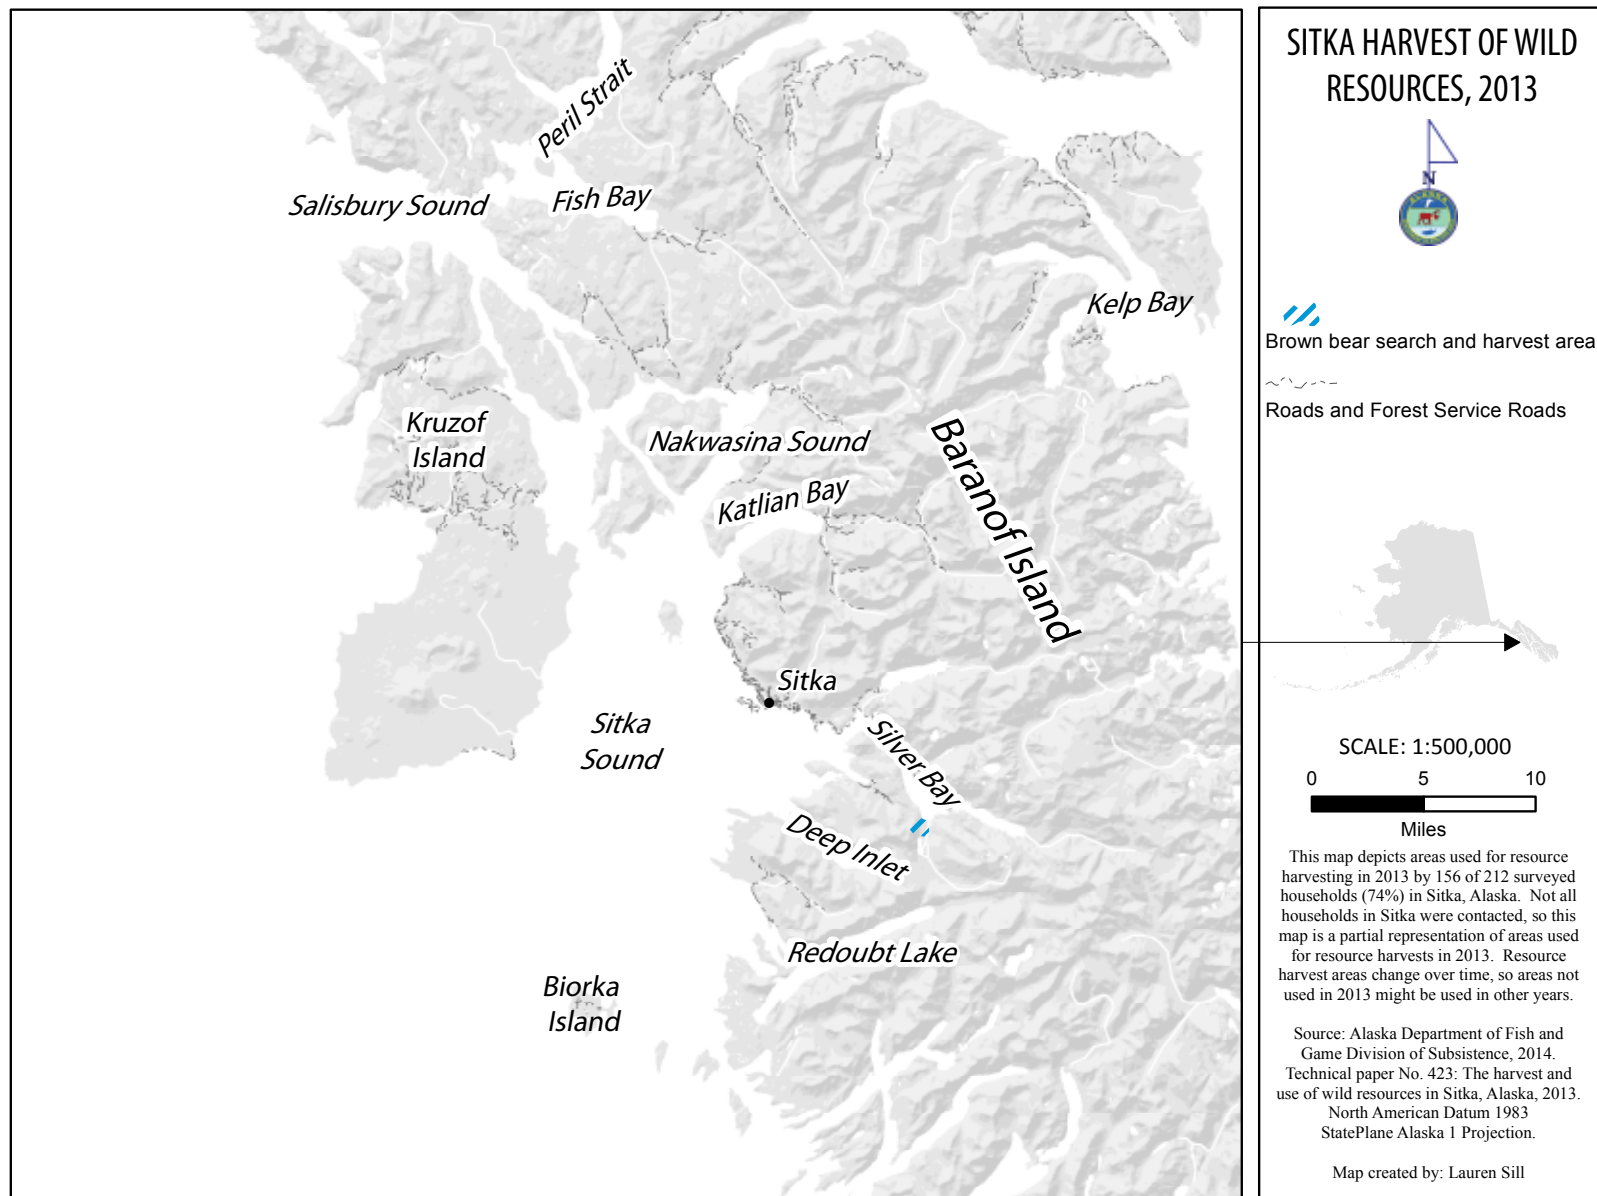 SITKA HARVEST OF WILD
RESOURCES, 2013
N
ALASKA
Brown bear search and harvest area
Roads and Forest Service Roads
SCALE: 1:500,000
0 5 10
Miles
This map depicts areas used for resource
harvesting in 2013 by 156 of 212 surveyed
households (74%) in Sitka, Alaska. Not all
households in Sitka were contacted, so this
map is a partial representation of areas used
for resource harvests in 2013. Resource
harvest areas change over time, so areas not
used in 2013 might be used in other years.
Source: Alaska Department of Fish and
Game Division of Subsistence, 2014.
Technical paper No. 423: The harvest and
use of wild resources in Sitka, Alaska, 2013.
North American Datum 1983
StatePlane Alaska 1 Projection.
Map created by: Lauren Sill
Peril Strait
Salisbury Sound
Fish Bay
Kelp Bay
Kruzof
Island
Nakwasina Sound
Baranof Island
Katlian Bay
Sitka
Sitka
Sound
Silver Bay
Deep Inlet
Redoubt Lake
Biorka
Island